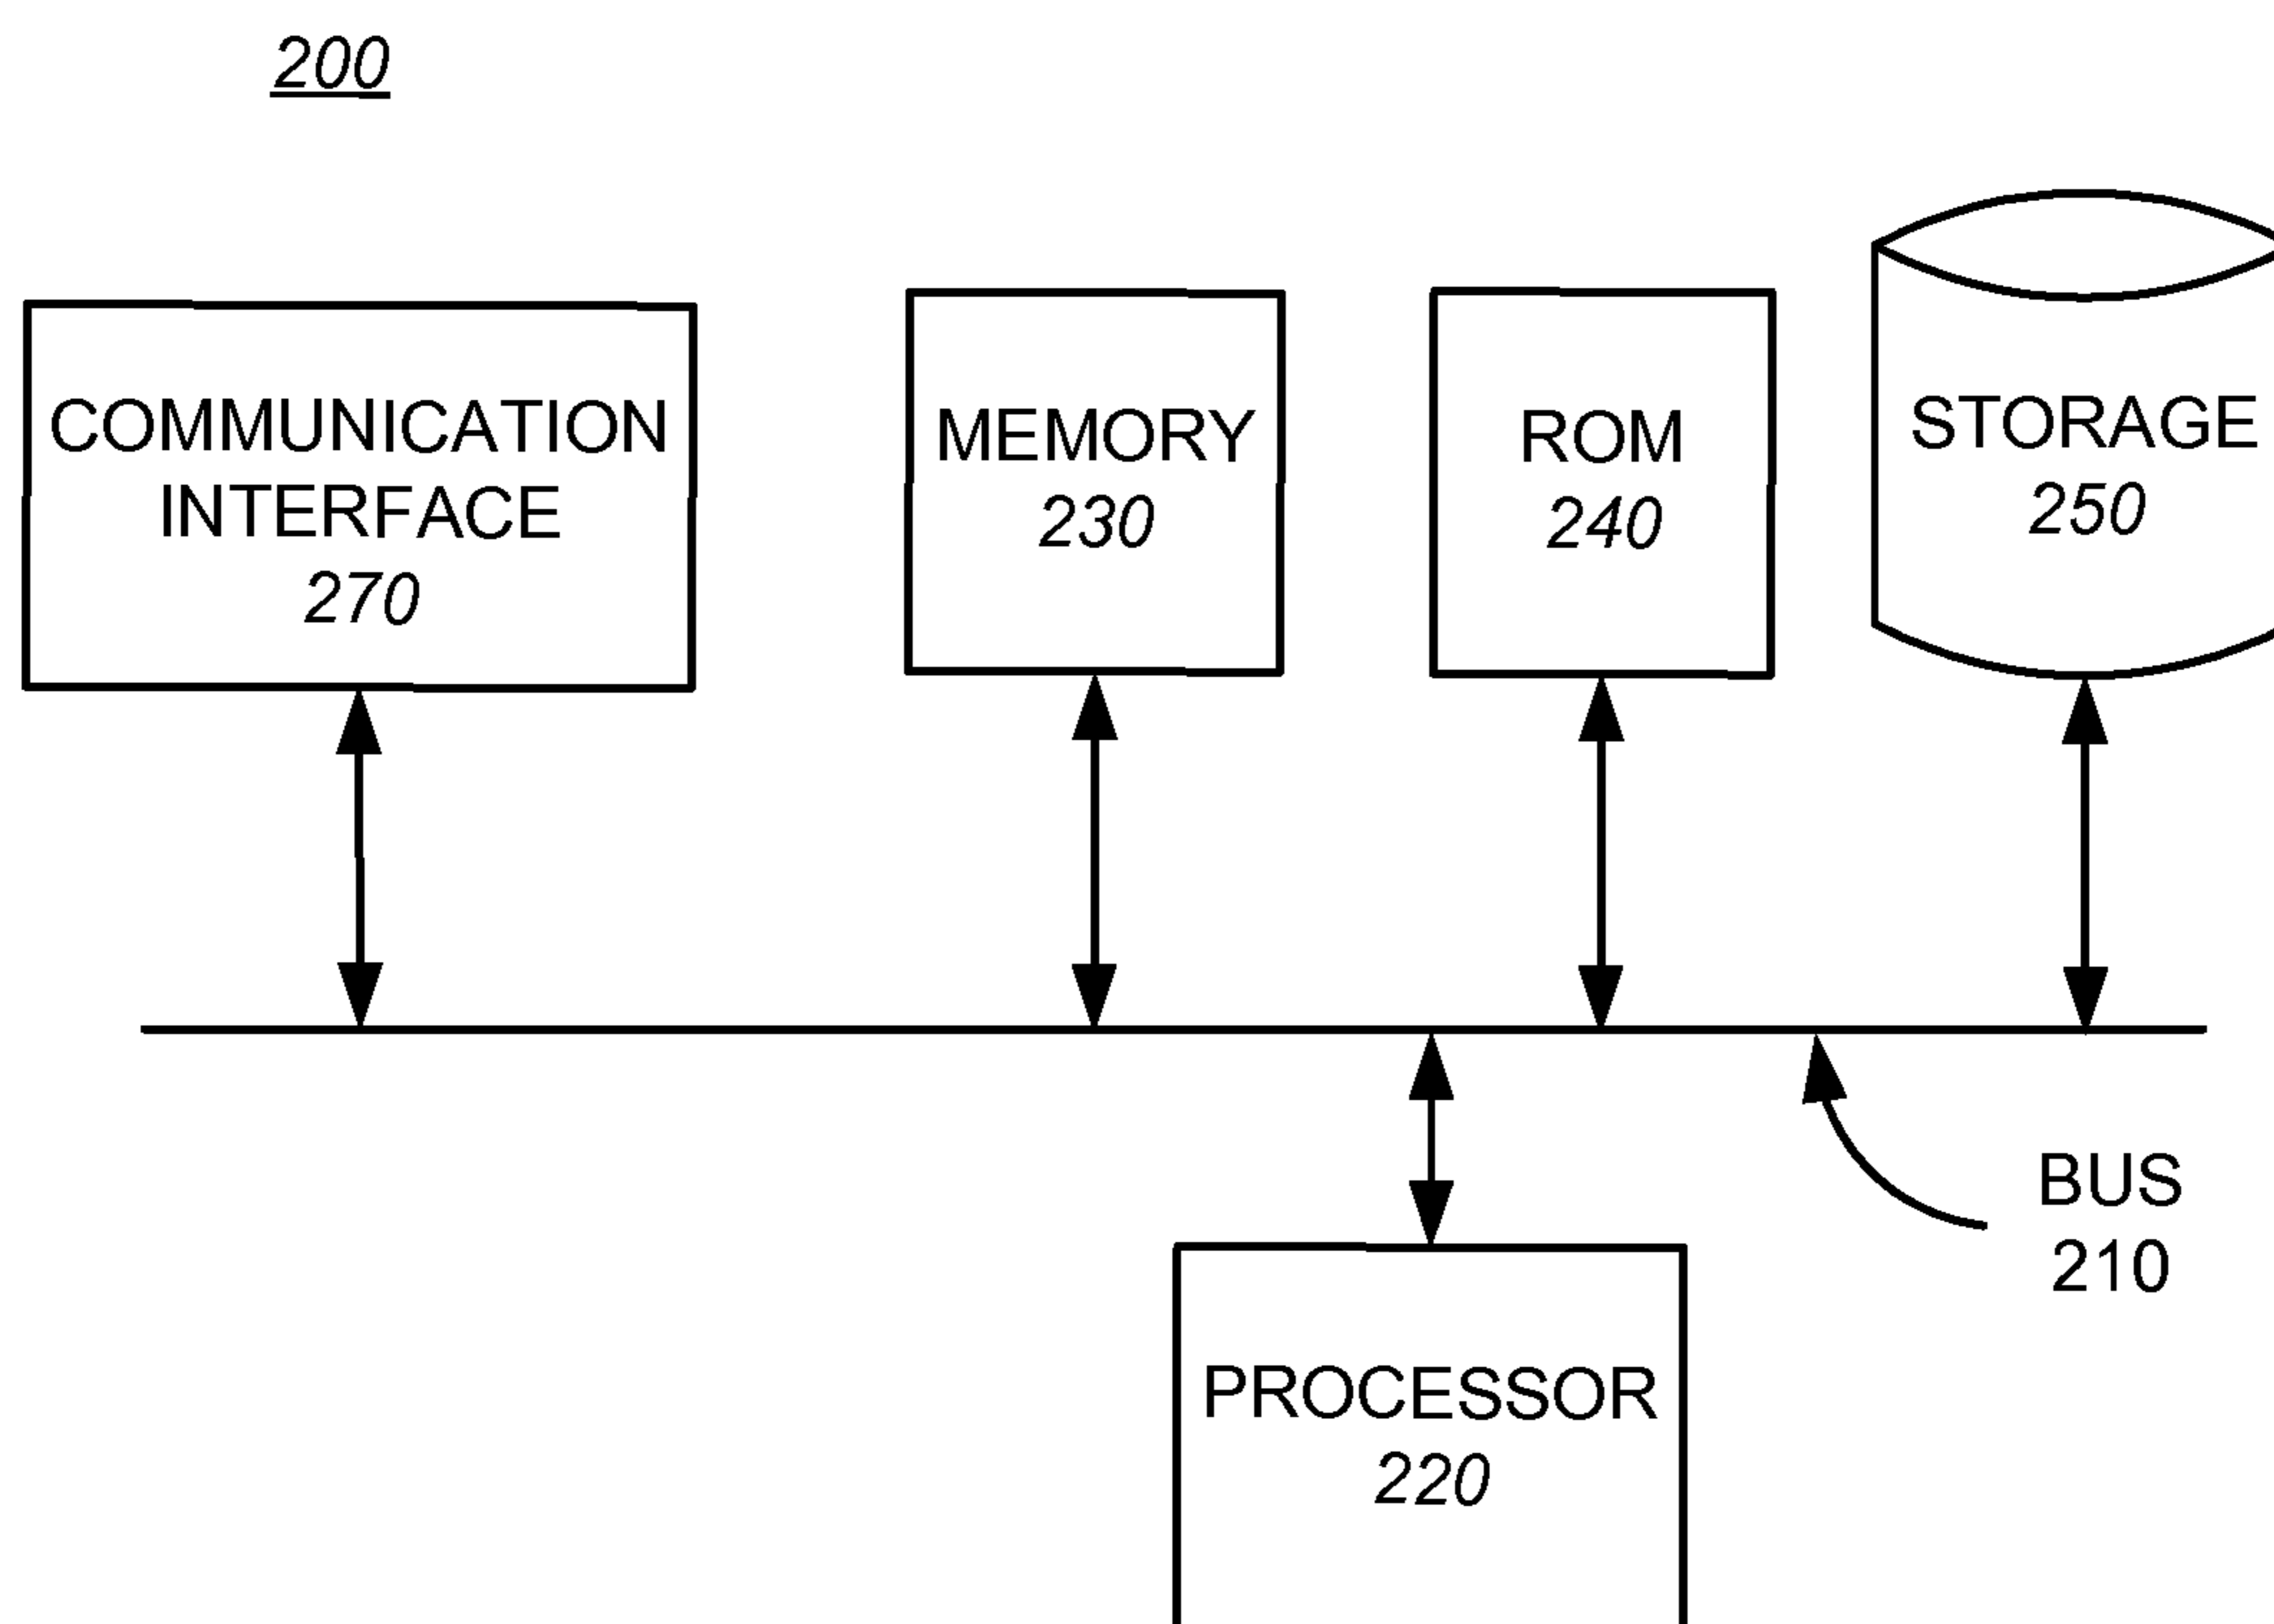 200
COMMUNICATION
INTERFACE
270
MEMORY
230
ROM
240
STORAGE
250
BUS
210
PROCESSOR
220